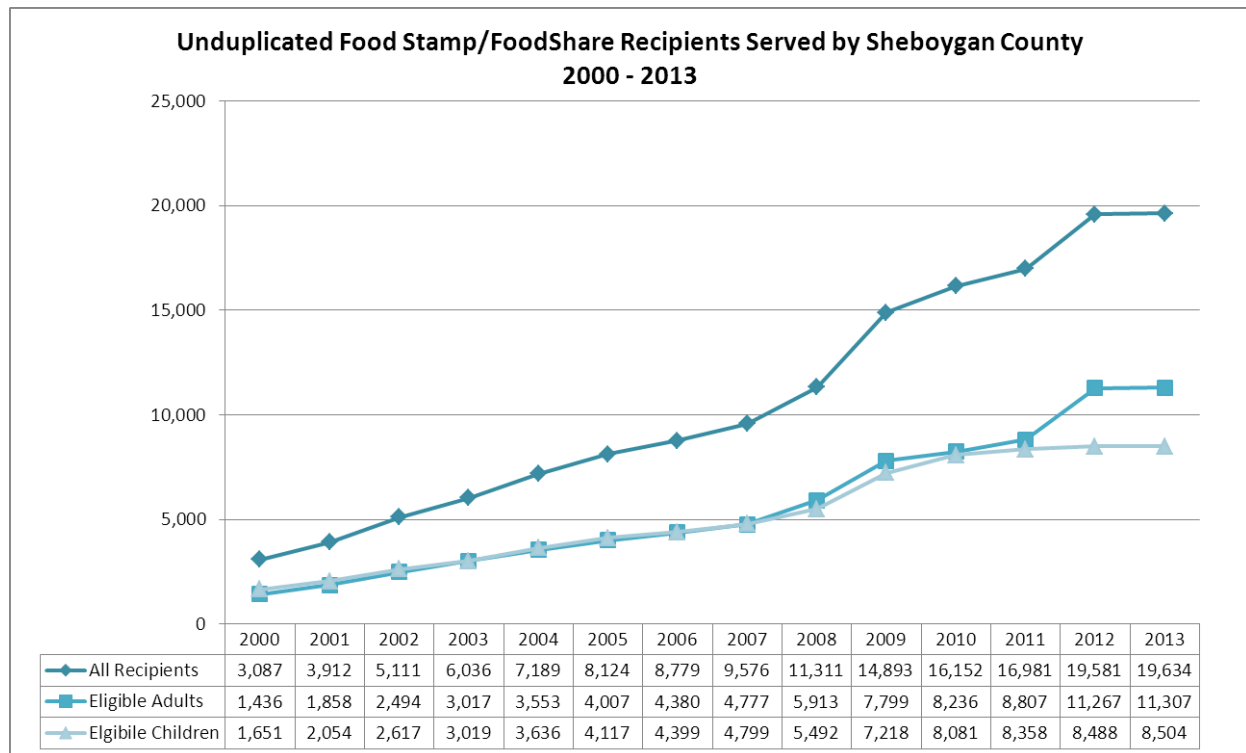 Unduplicated Food Stamp/FoodShare Recipients Served by Sheboygan County
2000 - 2013
25,000
20,000
15,000
10,000
5,000
0
2000 2001 2002 2003 2004 2005 2006 2007 2008 2009 2010 2011 2012 2013
All Recipients 3,087 3,912 5,111 6,036 7,189 8,124 8,779 9,576 11,311 14,893 16,152 16,981 19,581 19,634
Eligible Adults 1,436 1,858 2,494 3,017 3,553 4,007 4,380 4,777 5,913 7,799 8,236 8,807 11,267 11,307
Elgibile Children 1,651 2,054 2,617 3,019 3,636 4,117 4,399 4,799 5,492 7,218 8,081 8,358 8,488 8,504